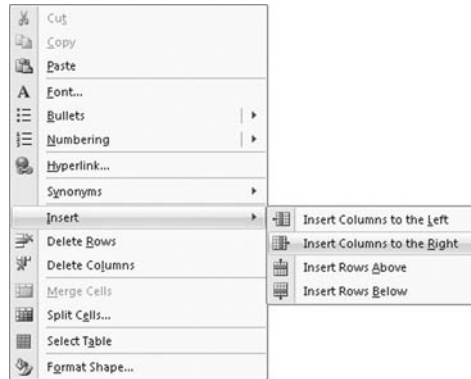 Cut
Copy
Paste
Font...
Bullets
Numbering
Hyperlink...
Synonyms
Insert
Delete Rows
Delete Columns
Merge Cells
Split Cells...
Select Table
Format Shape...
Insert Columns to the Left
Insert Columns to the Right
Insert Rows Above
Insert Rows Below